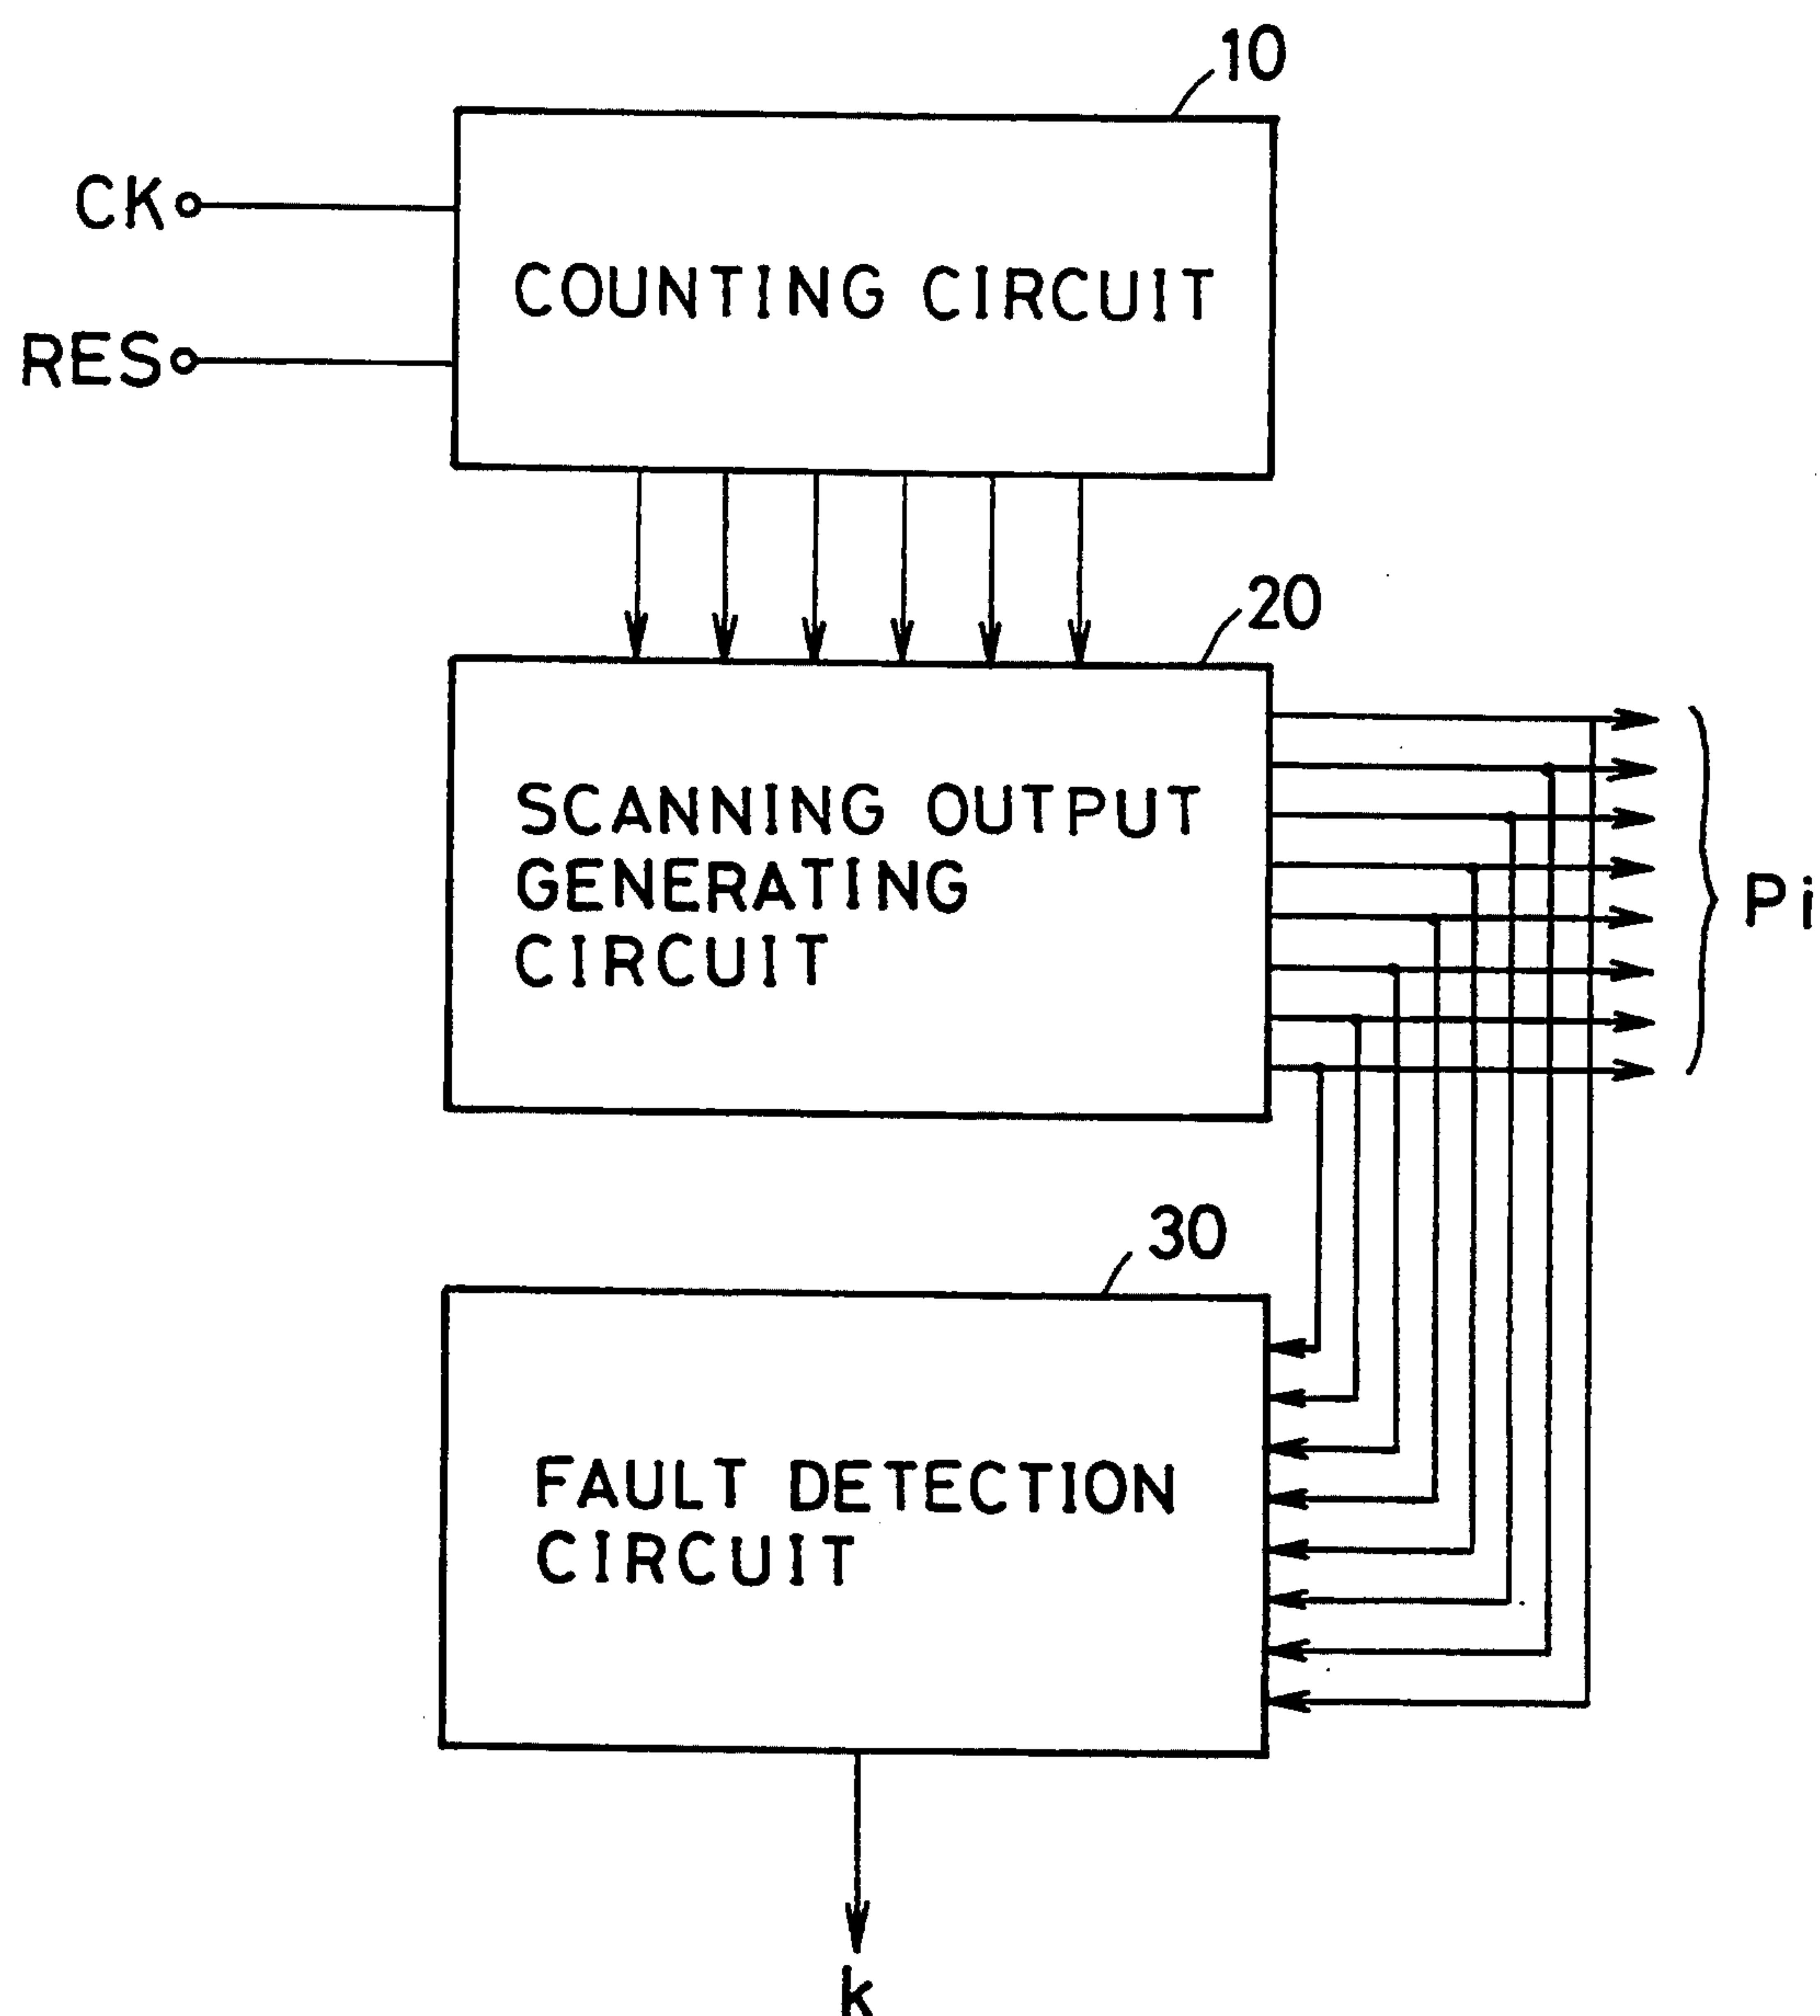 10
CK
COUNTING CIRCUIT
RES
20
SCANNING OUTPUT
GENERATING
CIRCUIT
Pi
30
FAULT DETECTION
CIRCUIT
k